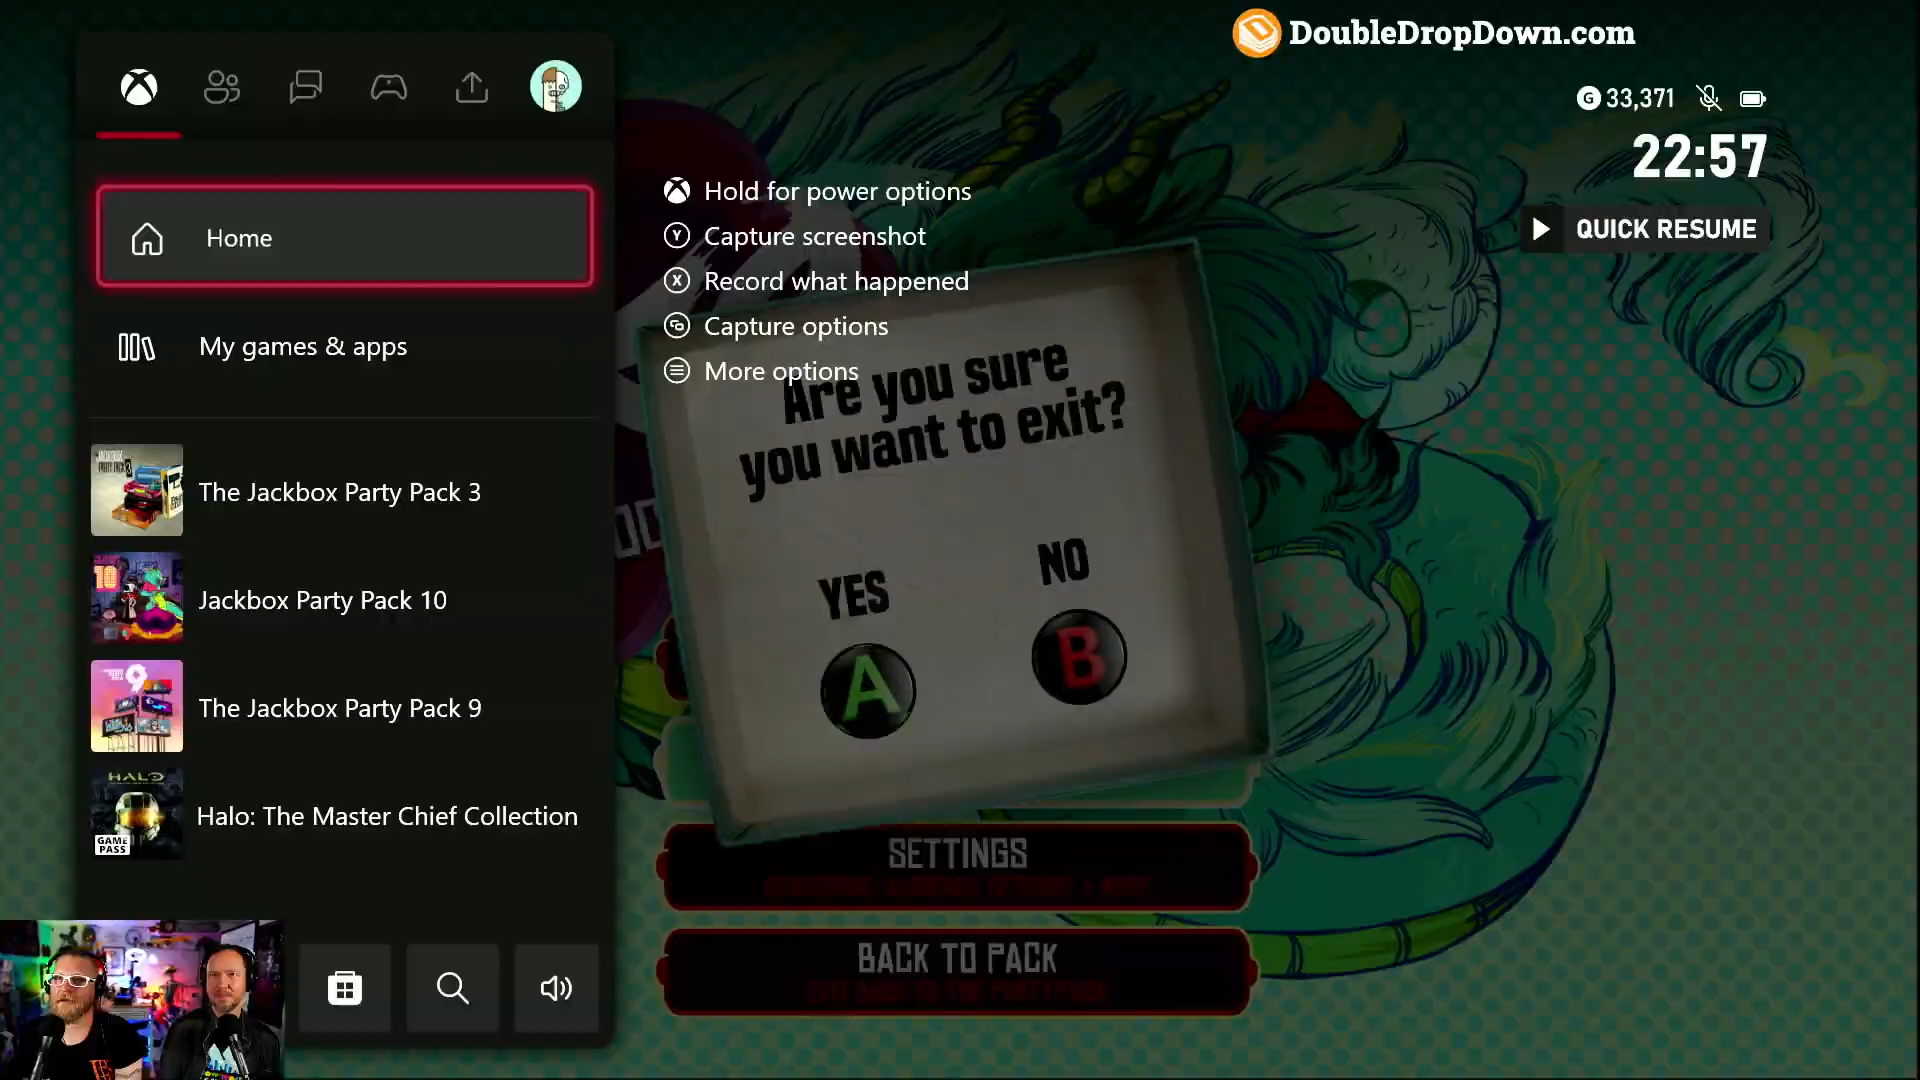 DoubleDropDown.com
G 33,371
22:57
QUICK RESUME
Home
My games & apps
The Jackbox Party Pack 3
Jackbox Party Pack 10
The Jackbox Party Pack 9
HALO
GAME
PASS
Halo: The Master Chief Collection
Hold for power options
Y Capture screenshot
X Record what happened
Capture options
More options
Are you sure
you want to exit?
YES
NO
A
B
SETTINGS
BACK TO PACK